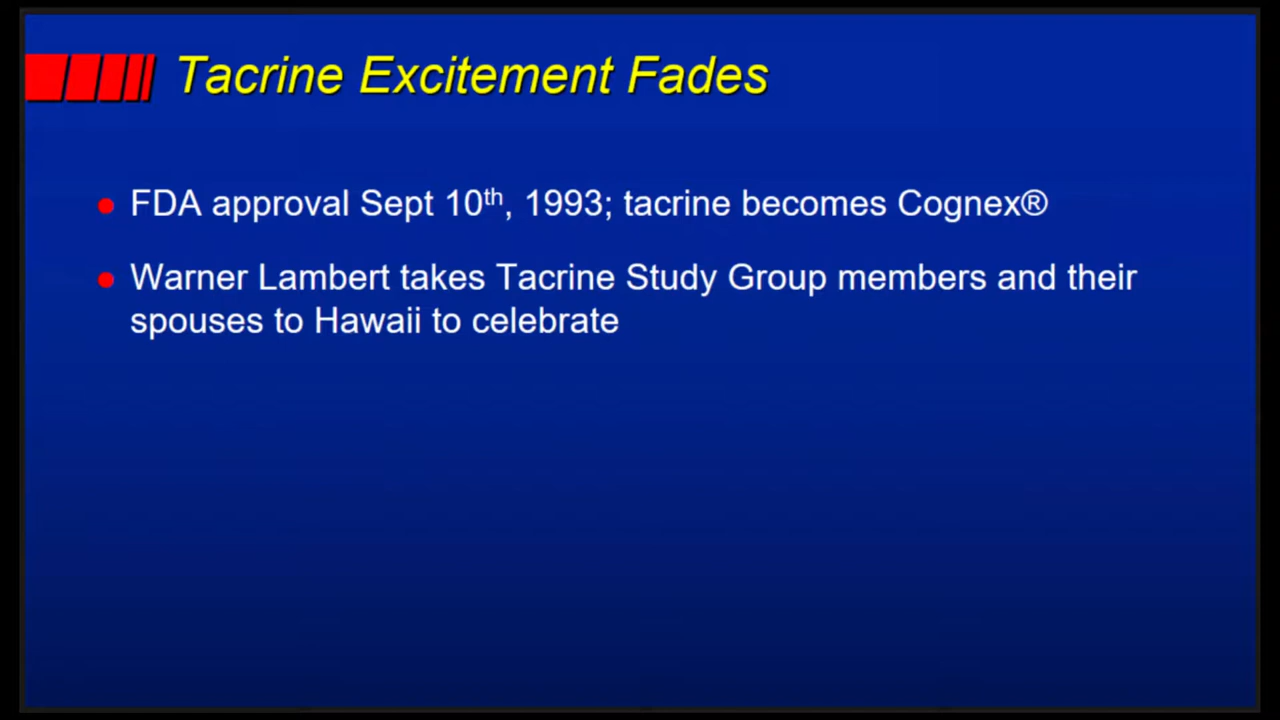 Tacrine Excitement Fades
• FDA approval Sept 10th, 1993; tacrine becomes Cognex®
• Warner Lambert takes Tacrine Study Group members and their
spouses to Hawaii to celebrate